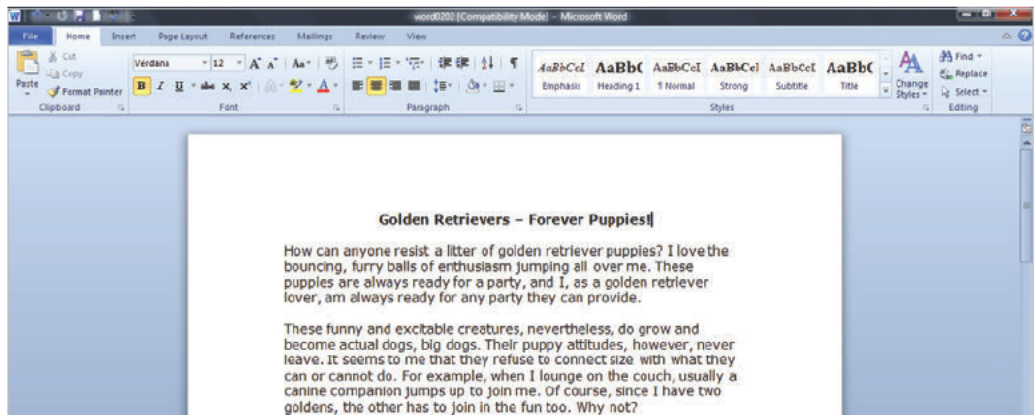 word0202 [Compatibility Mode] - Microsoft Word
File Home Insert Page Layout References Mailings Review View
Paste
Cut
Copy
Format Painter
Clipboard
Verdana 12
B I U abc
Font
Paragraph
AaBbCcI AaBb( AaBbCcI AaBbCcI AaBbCcI AaBb(
Emphasis Heading 1 ¶ Normal Strong Subtitle Title
Change Styles
Styles
Find
Replace
Select
Editing
Golden Retrievers – Forever Puppies!
How can anyone resist a litter of golden retriever puppies? I love the
bouncing, furry balls of enthusiasm jumping all over me. These
puppies are always ready for a party, and I, as a golden retriever
lover, am always ready for any party they can provide.
These funny and excitable creatures, nevertheless, do grow and
become actual dogs, big dogs. Their puppy attitudes, however, never
leave. It seems to me that they refuse to connect size with what they
can or cannot do. For example, when I lounge on the couch, usually a
canine companion jumps up to join me. Of course, since I have two
goldens, the other has to join in the fun too. Why not?